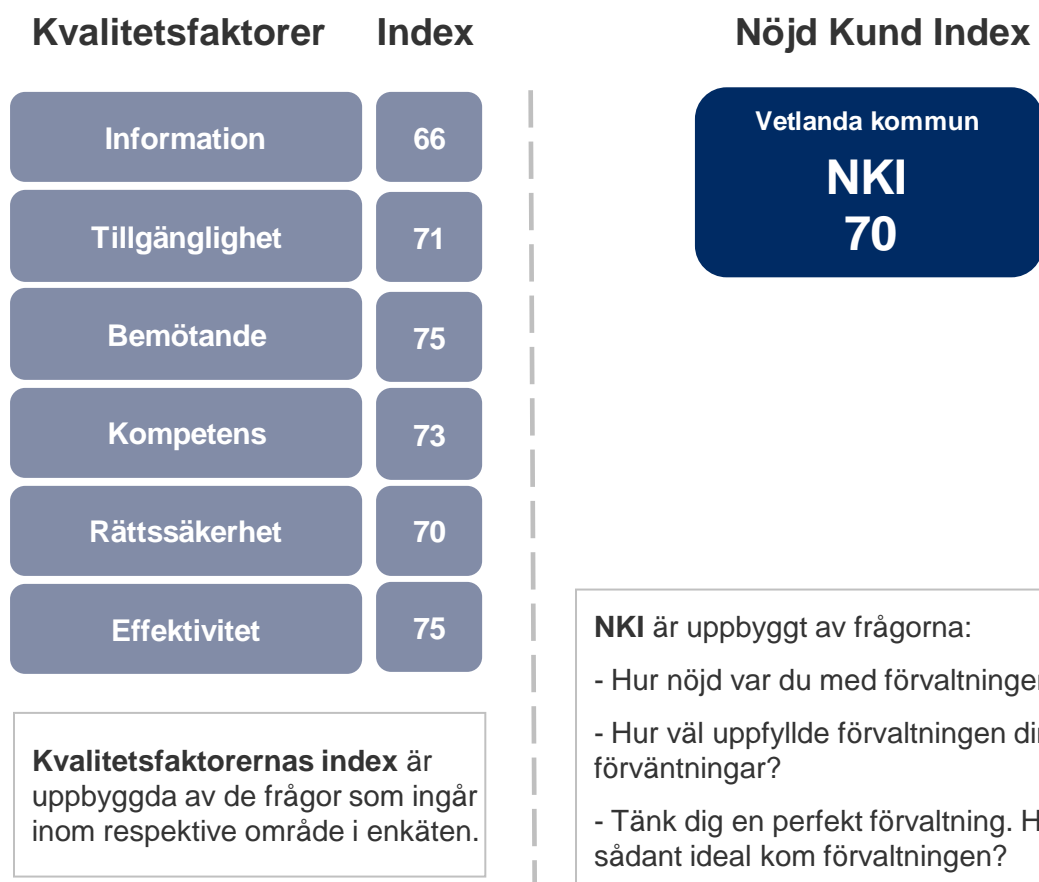 Kvalitetsfaktorer Index
Information 66
Tillgänglighet 71
Bemötande 75
Kompetens 73
Rättssäkerhet 70
Effektivitet 75
Kvalitetsfaktorernas index är
uppbyggda av de frågor som ingår
inom respektive område i enkäten.
Nöjd Kund Index
Vetlanda kommun
NKI
70
NKI är uppbyggt av frågorna:
- Hur nöjd var du med
- Hur väl uppfyllde förvaltningen
förväntningar?
- Tänk dig en perfekt förvaltning.
sådant ideal kom förvaltningen?